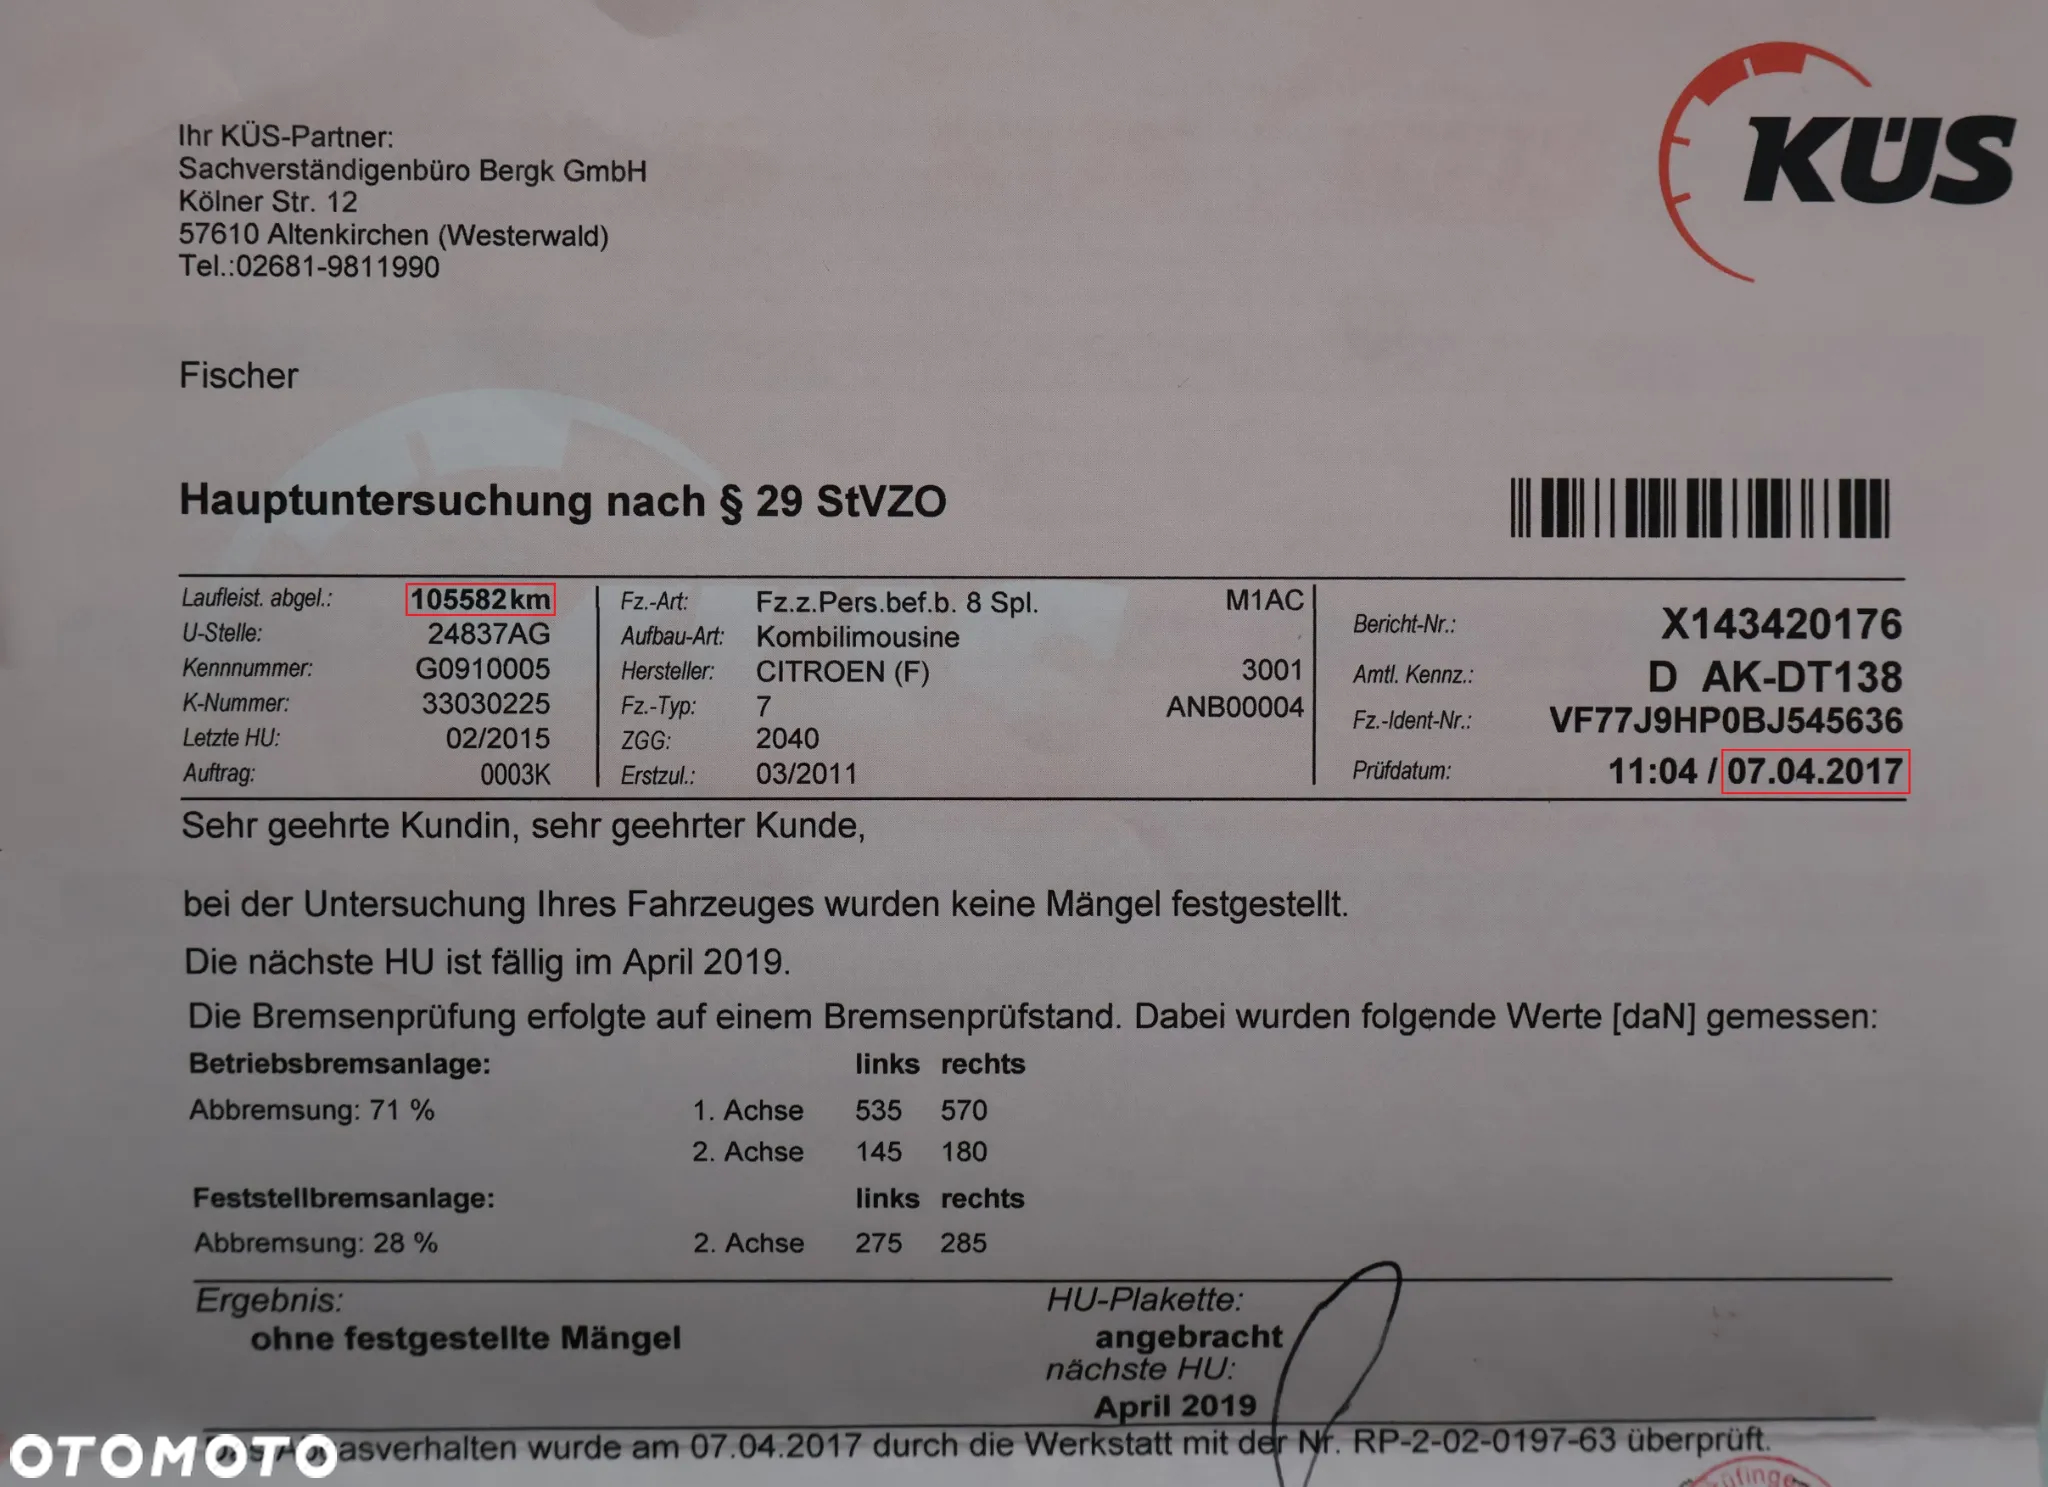 KÜS
Ihr KÜS-Partner:
Sachverständigenbüro Bergk GmbH
Kölner Str. 12
57610 Altenkirchen (Westerwald)
Tel.:02681-9811990
Fischer
Hauptuntersuchung nach § 29 StVZO
Laufleist. abgel.: 105582km
U-Stelle: 24837AG
Kennnummer: G0910005
K-Nummer: 33030225
Letzte HU: 02/2015
Auftrag: 0003K
Fz.-Art: Fz.z.Pers.bef.b. 8 Spl. M1AC
Aufbau-Art: Kombilimousine
Hersteller: CITROEN (F) 3001
Fz.-Typ: 7 ANB00004
ZGG: 2040
Erstzul.: 03/2011
Bericht-Nr.: X143420176
Amtl. Kennz.: D AK-DT138
Fz.-Ident-Nr.: VF77J9HP0BJ545636
Prüfdatum: 11:04 / 07.04.2017
Sehr geehrte Kundin, sehr geehrter Kunde,
bei der Untersuchung Ihres Fahrzeuges wurden keine Mängel festgestellt.
Die nächste HU ist fällig im April 2019.
Die Bremsenprüfung erfolgte auf einem Bremsenprüfstand. Dabei wurden folgende Werte [daN] gemessen:
Betriebsbremsanlage: links rechts
Abbremsung: 71 % 1. Achse 535 570
2. Achse 145 180
Feststellbremsanlage: links rechts
Abbremsung: 28 % 2. Achse 275 285
Ergebnis:
ohne festgestellte Mängel
HU-Plakette:
angebracht
nächste HU:
April 2019
Das Abgasverhalten wurde am 07.04.2017 durch die Werkstatt mit der Nr. RP-2-02-0197-63 überprüft.
OTOMOTO